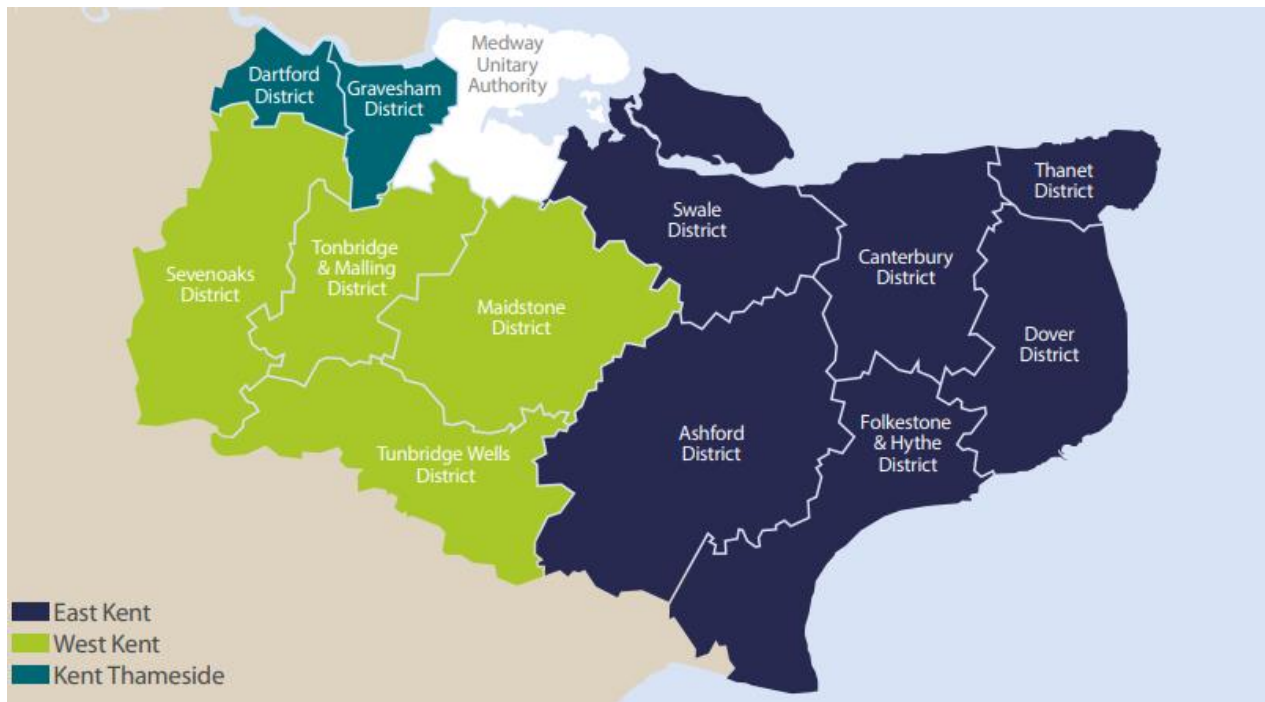 Medway
Unitary
Authority
Dartford
District
Gravesham
District
Thanet
District
Swale
District
Canterbury
District
Tonbridge
& Malling
District
Sevenoaks
District
Maidstone
District
Dover
District
Ashford
District
Folkestone
& Hythe
District
Tunbridge Wells
District
East Kent
West Kent
Kent Thameside